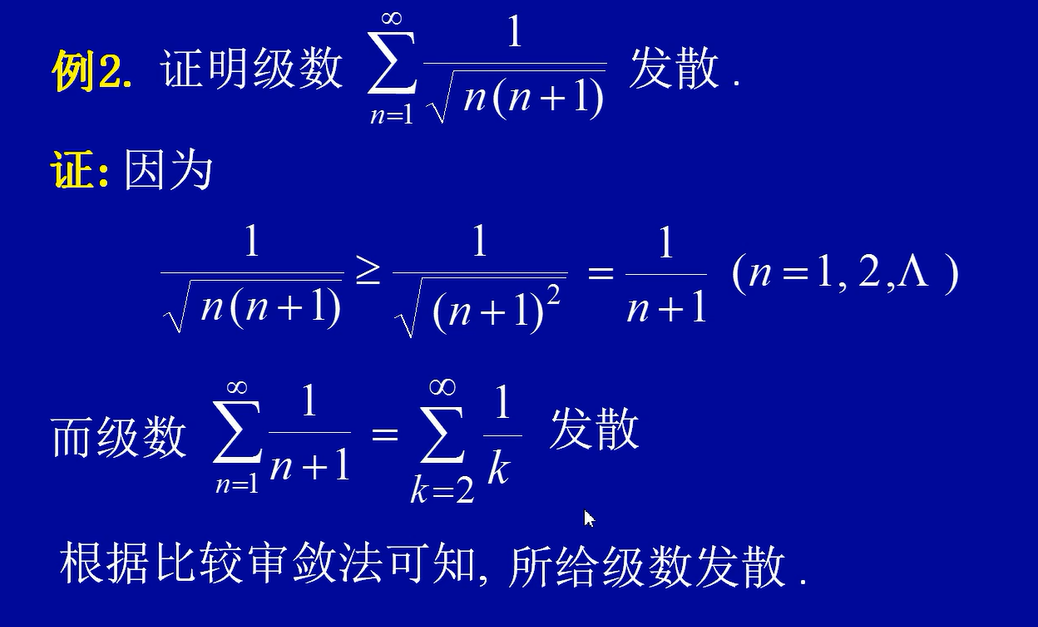 例2. 证明级数 $\sum_{n=1}^{\infty} \frac{1}{\sqrt{n(n+1)}}$ 发散 .
证: 因为
$\frac{1}{\sqrt{n(n+1)}} \geq \frac{1}{\sqrt{(n+1)^2}} = \frac{1}{n+1}$ (n = 1, 2, Λ )
而级数 $\sum_{n=1}^{\infty} \frac{1}{n+1} = \sum_{k=2}^{\infty} \frac{1}{k}$ 发散
根据比较审敛法可知, 所给级数发散 .